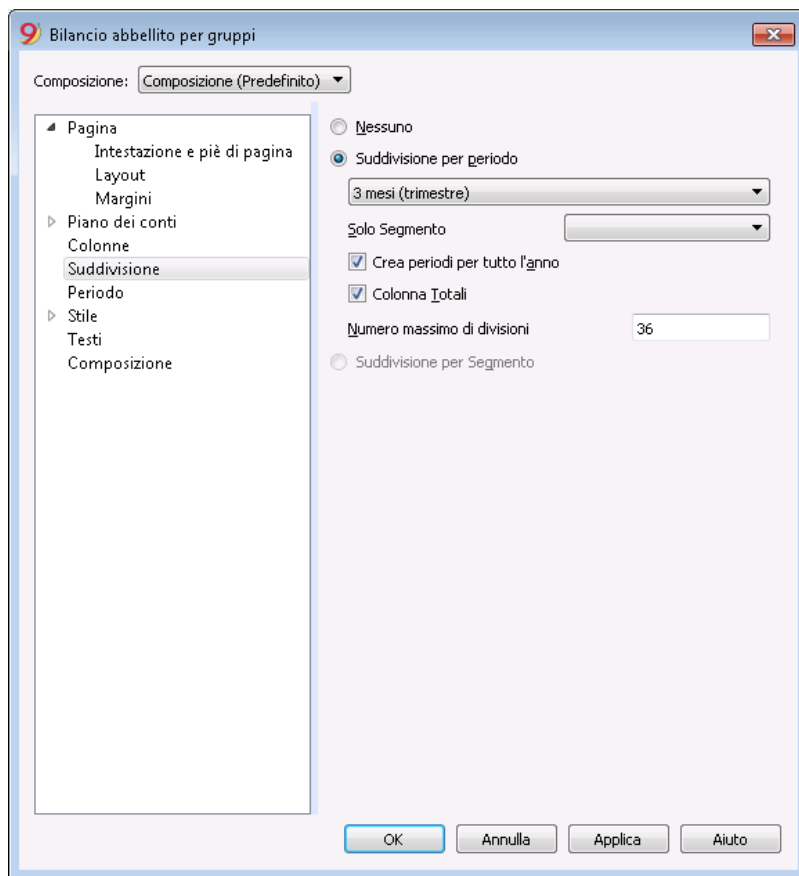 Bilancio abbellito per gruppi
Composizione: Composizione (Predefinito)
Pagina
Intestazione e piè di pagina
Layout
Margini
Piano dei conti
Colonne
Suddivisione
Periodo
Stile
Testi
Composizione
Nessuno
Suddivisione per periodo
3 mesi (trimestre)
Solo Segmento
Crea periodi per tutto l'anno
Colonna Totali
Numero massimo di divisioni 36
Suddivisione per Segmento
OK Annulla Applica Aiuto